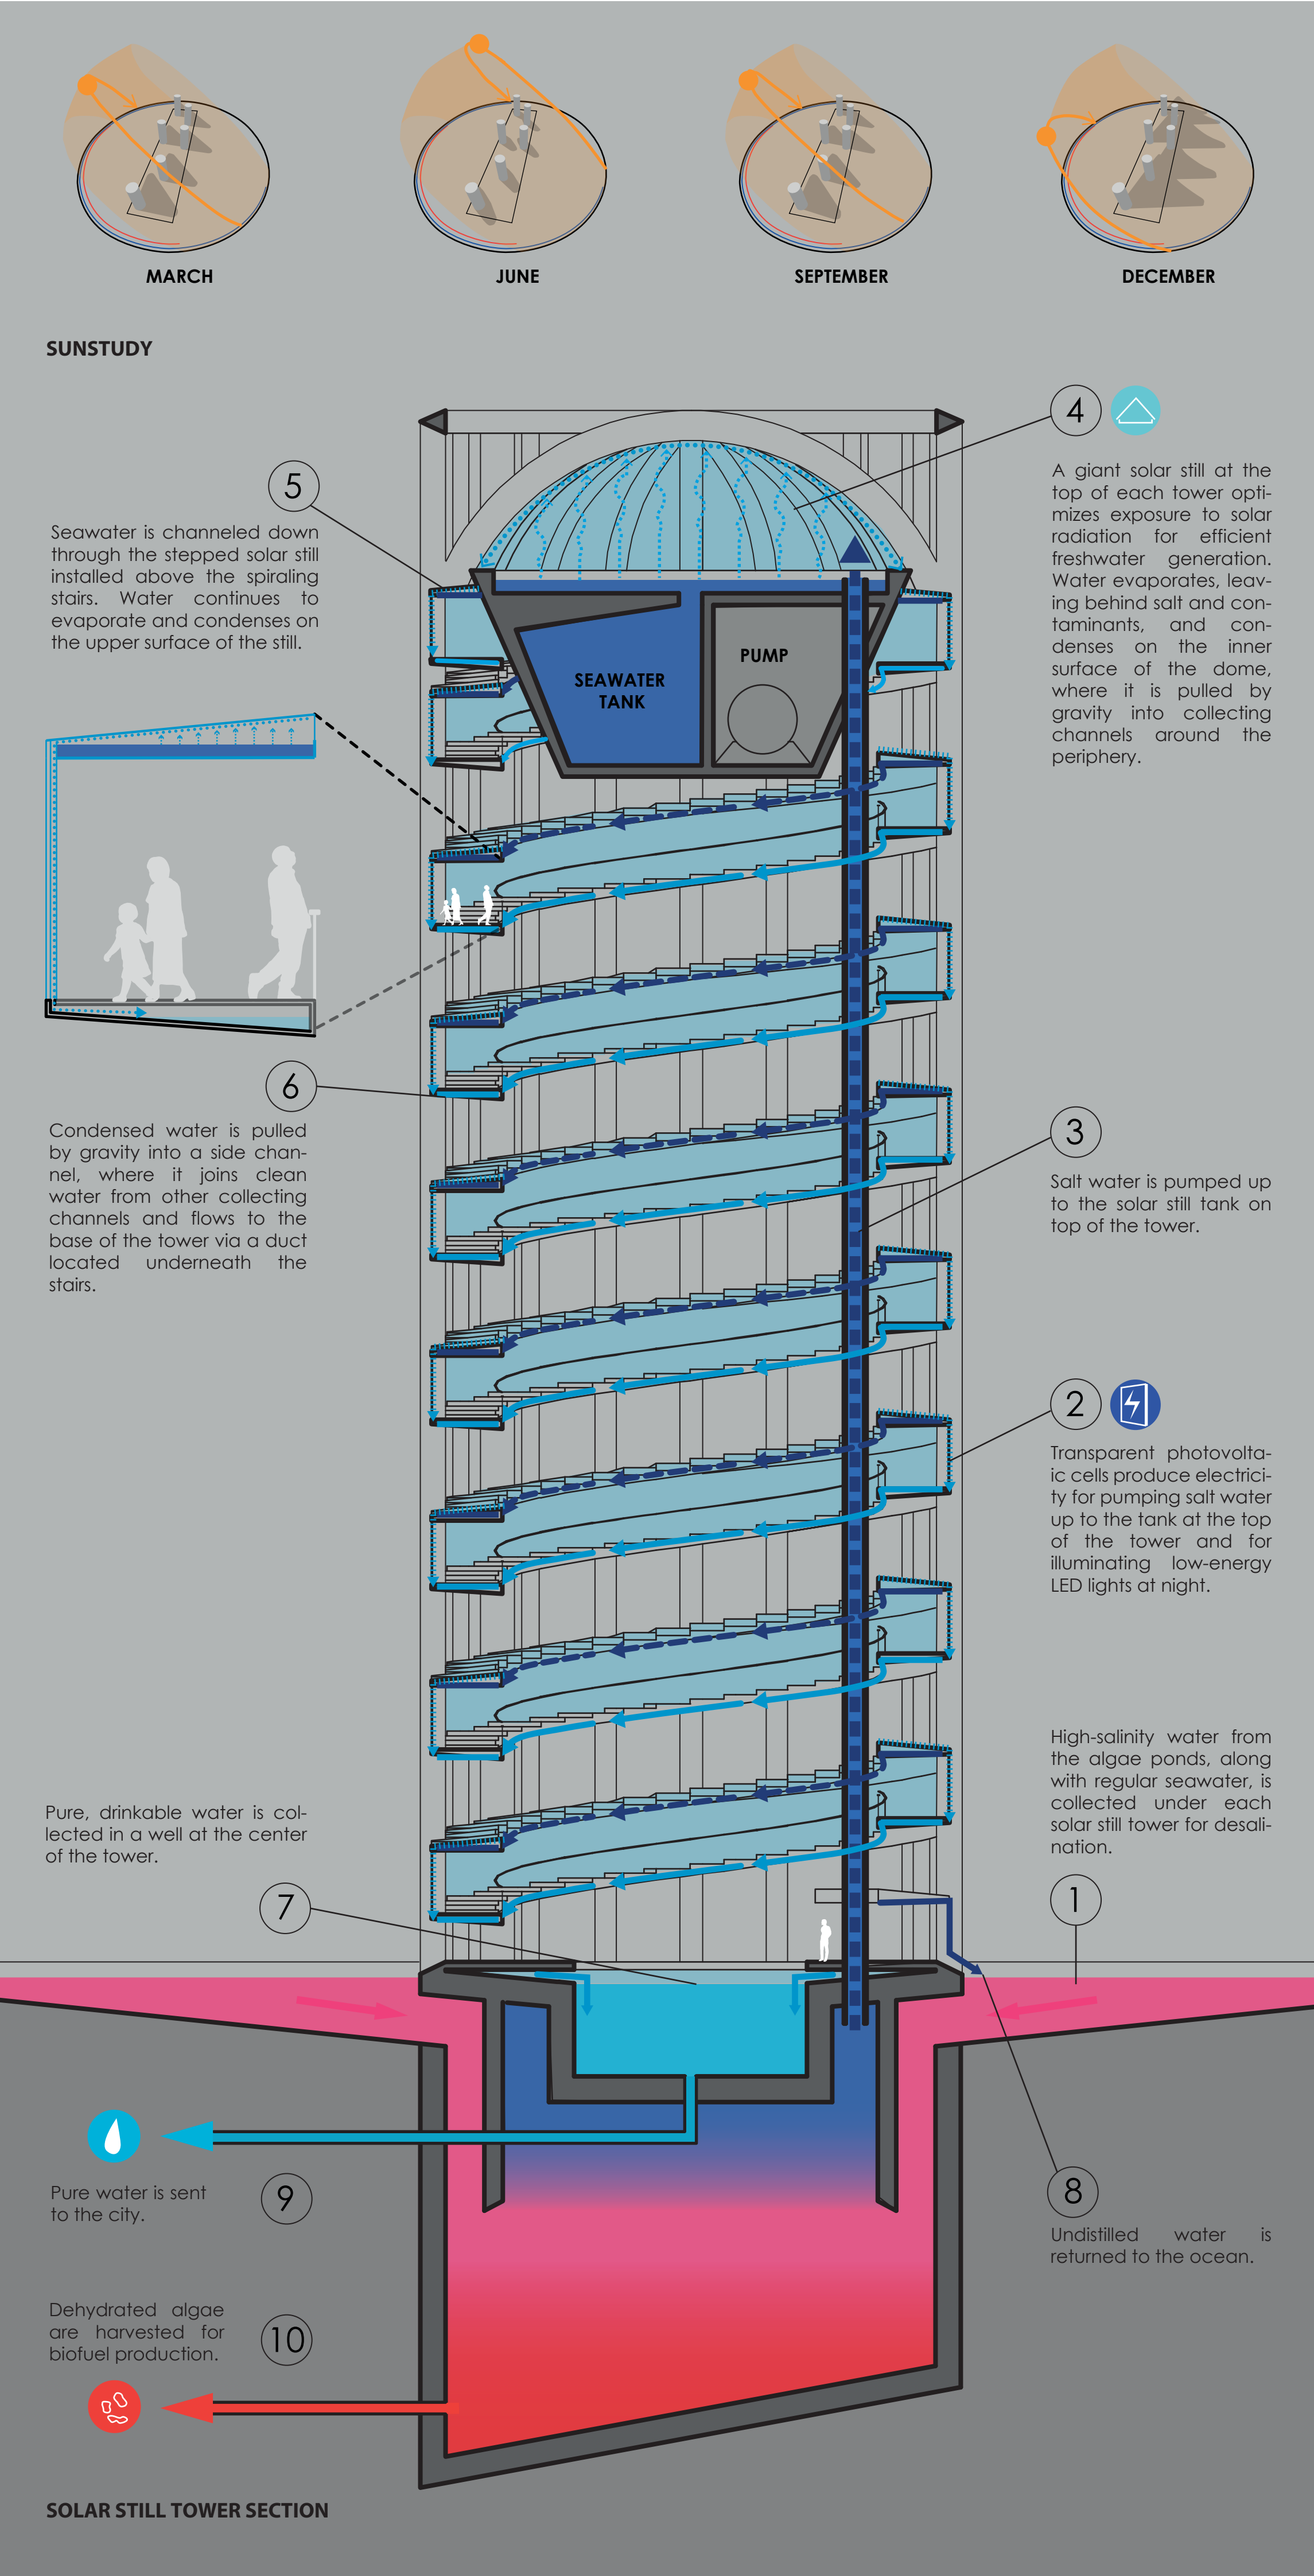 MARCH
JUNE
SEPTEMBER
DECEMBER
SUNSTUDY
4
A giant solar still at the
top of each tower opti-
mizes exposure to solar
radiation for efficient
freshwater generation.
Water evaporates, leav-
ing behind salt and con-
taminants, and con-
denses on the inner
surface of the dome,
where it is pulled by
gravity into collecting
channels around the
periphery.
5
Seawater is channeled down
through the stepped solar still
installed above the spiraling
stairs. Water continues to
evaporate and condenses on
the upper surface of the still.
SEAWATER
TANK
PUMP
6
Condensed water is pulled
by gravity into a side chan-
nel, where it joins clean
water from other collecting
channels and flows to the
base of the tower via a duct
located underneath the
stairs.
3
Salt water is pumped up
to the solar still tank on
top of the tower.
2
Transparent photovolta-
ic cells produce electrici-
ty for pumping salt water
up to the tank at the top
of the tower and for
illuminating low-energy
LED lights at night.
High-salinity water from
the algae ponds, along
with regular seawater, is
collected under each
solar still tower for desali-
nation.
1
Pure, drinkable water is col-
lected in a well at the center
of the tower.
7
8
Undistilled water is
returned to the ocean.
Pure water is sent
to the city.
9
Dehydrated algae
are harvested for
biofuel production.
10
SOLAR STILL TOWER SECTION